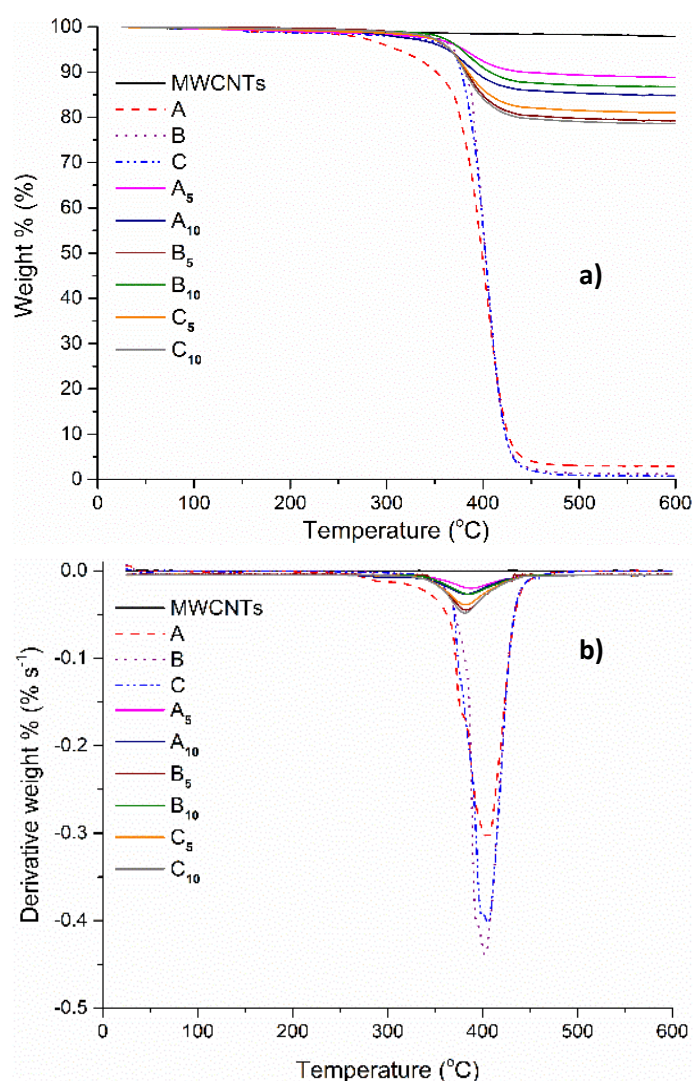 100
90
80
70
60
50
40
30
20
10
0
Weight % (%)
MWCNTs
A
B
C
A5
A10
B5
B10
C5
C10
a)
0 100 200 300 400 500 600
Temperature (°C)
0.0
-0.1
-0.2
-0.3
-0.4
-0.5
Derivative weight % (% s⁻¹)
MWCNTs
A
B
C
A5
A10
B5
B10
C5
C10
b)
0 100 200 300 400 500 600
Temperature (°C)